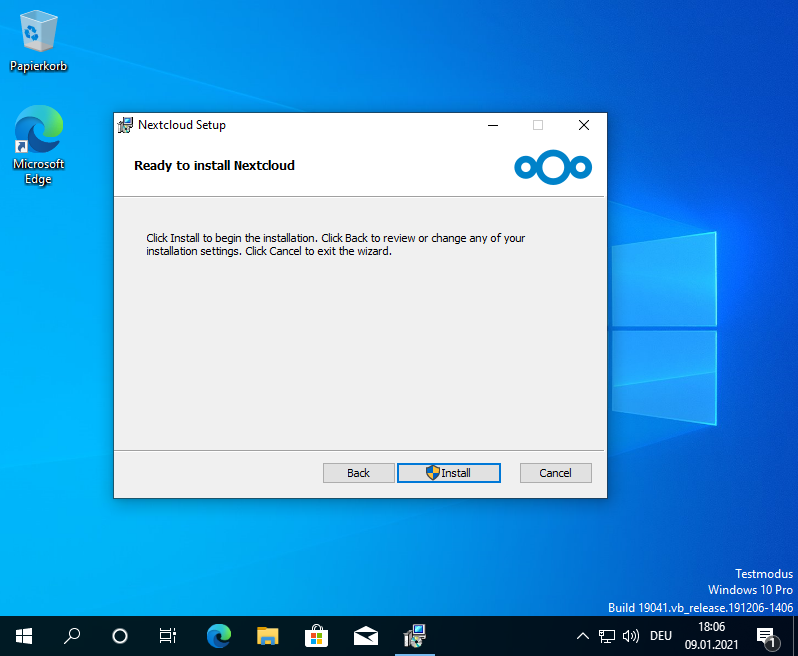 Papierkorb
Microsoft
Edge
Nextcloud Setup
Ready to install Nextcloud
Click Install to begin the installation. Click Back to review or change any of your
installation settings. Click Cancel to exit the wizard.
Back
Install
Cancel
Testmodus
Windows 10 Pro
Build 19041.vb_release.191206-1406
DEU
18:06
09.01.2021
1